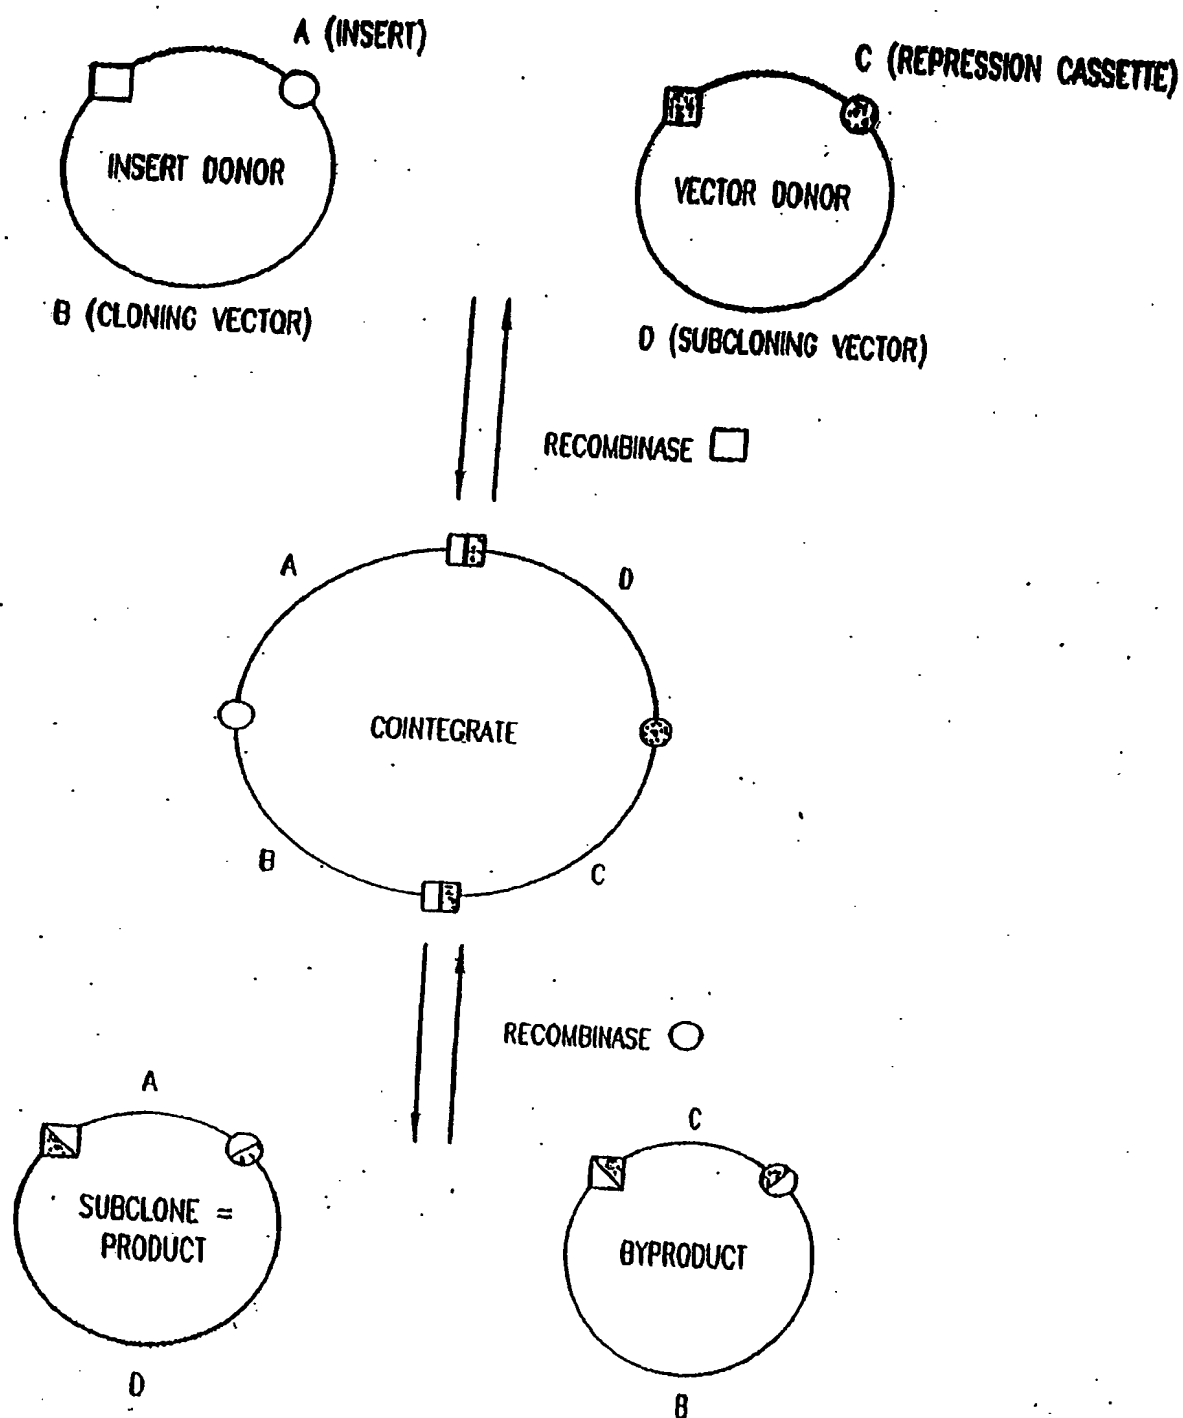 A (INSERT)
C (REPRESSION CASSETTE)
INSERT DONOR
VECTOR DONOR
B (CLONING VECTOR)
D (SUBCLONING VECTOR)
RECOMBINASE
A
D
COINTEGRATE
B
C
RECOMBINASE
A
C
SUBCLONE =
PRODUCT
BYPRODUCT
D
B